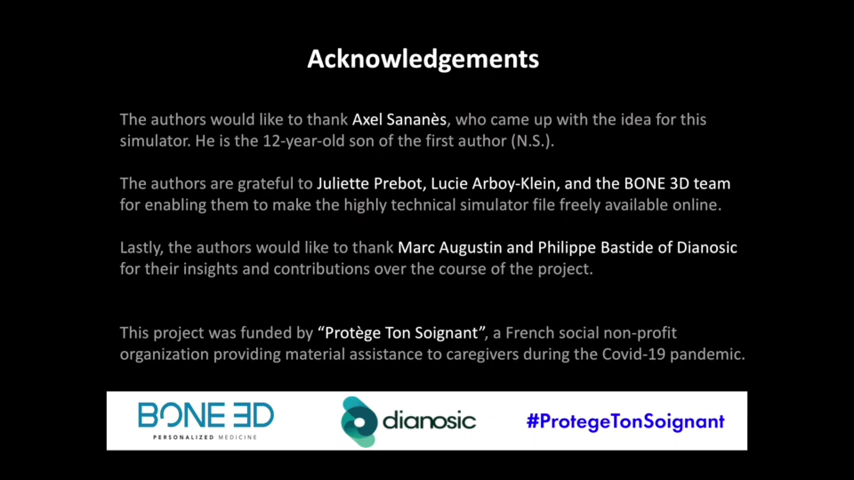 Acknowledgements
The authors would like to thank Axel Sananès, who came up with the idea for this
simulator. He is the 12-year-old son of the first author (N.S.).
The authors are grateful to Juliette Prebot, Lucie Arboy-Klein, and the BONE 3D team
for enabling them to make the highly technical simulator file freely available online.
Lastly, the authors would like to thank Marc Augustin and Philippe Bastide of Dianosic
for their insights and contributions over the course of the project.
This project was funded by “Protège Ton Soignant”, a French social non-profit
organization providing material assistance to caregivers during the Covid-19 pandemic.
BONE 3D
PERSONALIZED MEDICINE
dianosic
#ProtegeTonSoignant